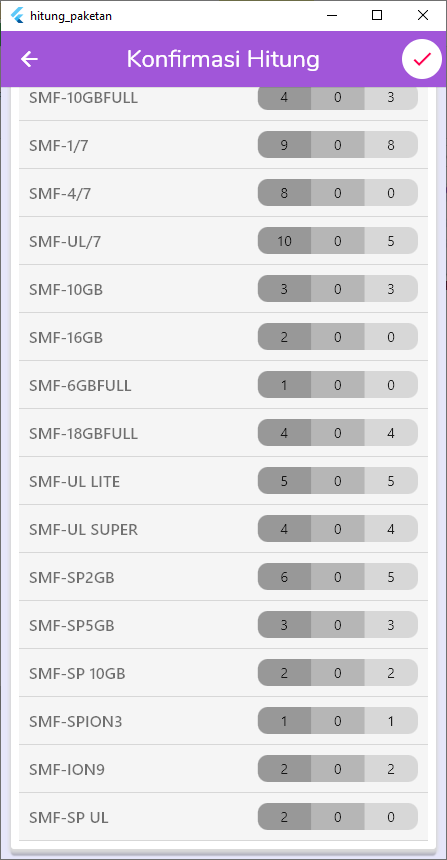 hitung_paketan
Konfirmasi Hitung
SMF-10GBFULL 4 0 3
SMF-1/7 9 0 8
SMF-4/7 8 0 0
SMF-UL/7 10 0 5
SMF-10GB 3 0 3
SMF-16GB 2 0 0
SMF-6GBFULL 1 0 0
SMF-18GBFULL 4 0 4
SMF-UL LITE 5 0 5
SMF-UL SUPER 4 0 4
SMF-SP2GB 6 0 5
SMF-SP5GB 3 0 3
SMF-SP 10GB 2 0 2
SMF-SPION3 1 0 1
SMF-ION9 2 0 2
SMF-SP UL 2 0 0